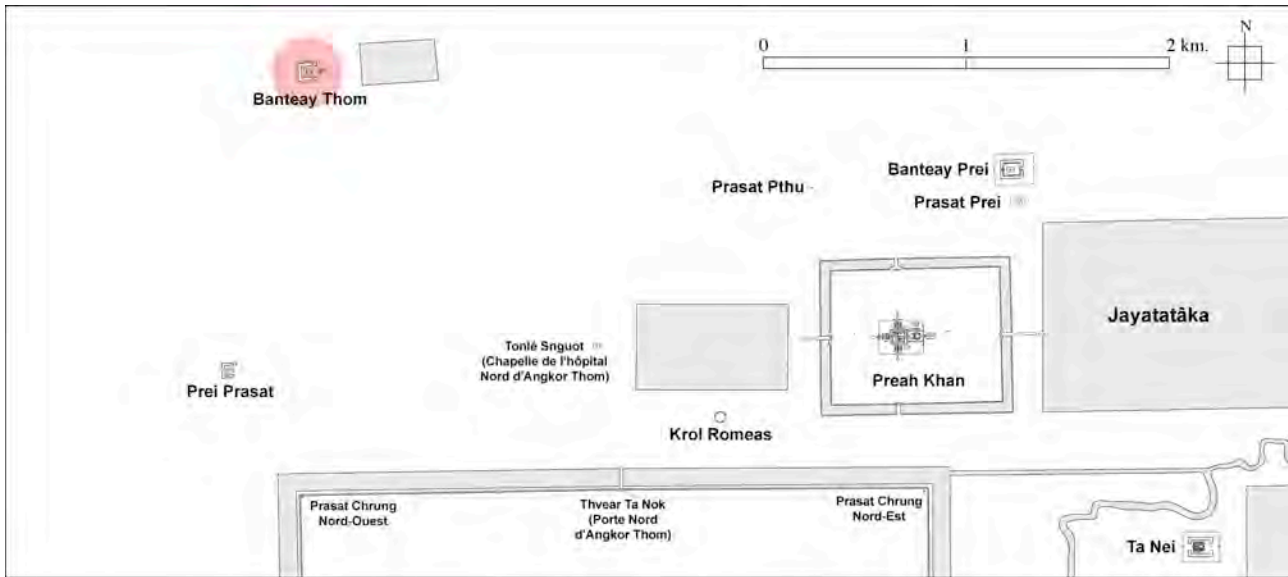 N
0 1 2 km.
Banteay Thom
Banteay Prei
Prasat Pthu
Prasat Prei
Jayatatâka
Tonlé Snguot
(Chapelle de l'hôpital
Nord d'Angkor Thom)
Preah Khan
Prei Prasat
Krol Romeas
Prasat Chrung
Nord-Ouest
Thvear Ta Nok
(Porte Nord
d'Angkor Thom)
Prasat Chrung
Nord-Est
Ta Nei